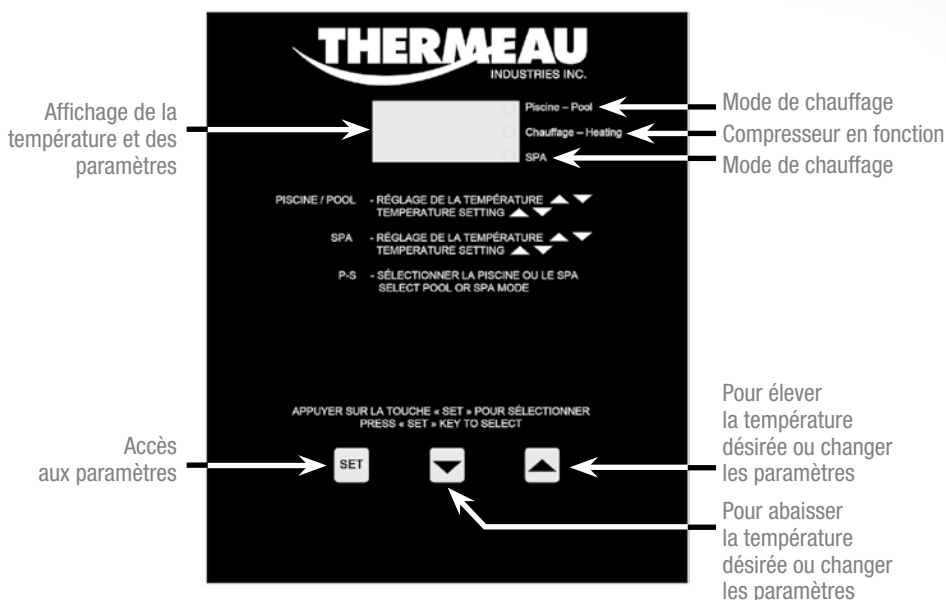 THERMEAU
INDUSTRIES INC.
Affichage de la
température et des
paramètres
Piscine – Pool
Chauffage – Heating
SPA
Mode de chauffage
Compresseur en fonction
Mode de chauffage
PISCINE / POOL - RÉGLAGE DE LA TEMPÉRATURE ▲ ▼
TEMPERATURE SETTING ▲ ▼
SPA - RÉGLAGE DE LA TEMPÉRATURE ▲ ▼
TEMPERATURE SETTING ▲ ▼
P-S - SÉLECTIONNER LA PISCINE OU LE SPA
SELECT POOL OR SPA MODE
APPUYER SUR LA TOUCHE « SET » POUR SÉLECTIONNER
PRESS « SET » KEY TO SELECT
Accès
aux paramètres
SET
Pour élever
la température
désirée ou changer
les paramètres
Pour abaisser
la température
désirée ou changer
les paramètres